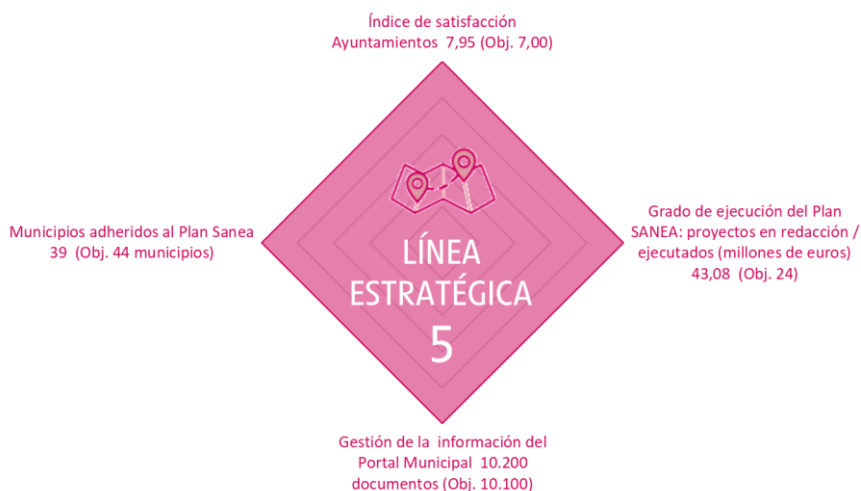 Índice de satisfacción
Ayuntamientos 7,95 (Obj. 7,00)
Municipios adheridos al Plan Sanea
39 (Obj. 44 municipios)
LÍNEA
ESTRATÉGICA
5
Grado de ejecución del Plan
SANEA: proyectos en redacción /
ejecutados (millones de euros)
43,08 (Obj. 24)
Gestión de la información del
Portal Municipal 10.200
documentos (Obj. 10.100)